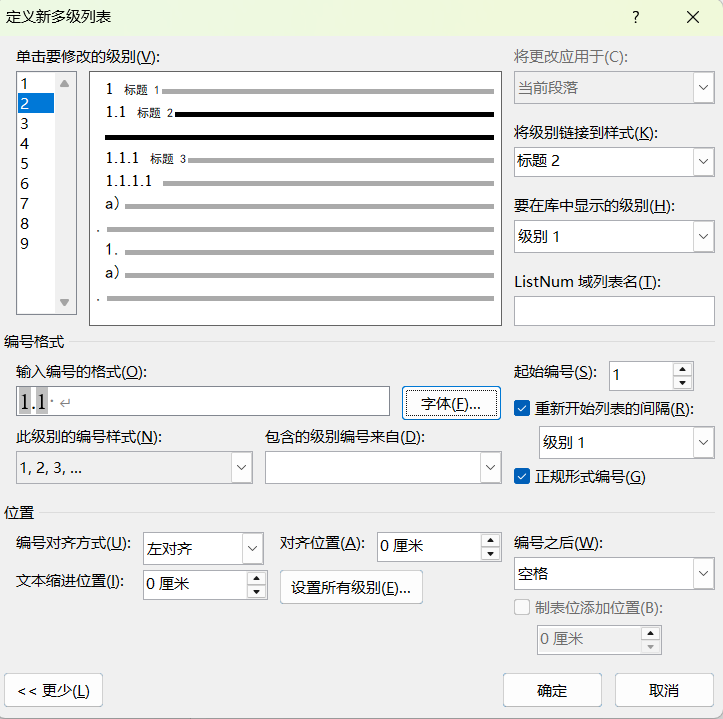 定义新多级列表 ?
单击要修改的级别(V):
1
2
3
4
5
6
7
8
9
1 标题 1
1.1 标题 2
1.1.1 标题 3
1.1.1.1
a)
.
1.
a)
.
将更改应用于(C):
当前段落
将级别链接到样式(K):
标题 2
要在库中显示的级别(H):
级别 1
ListNum 域列表名(T):
编号格式
输入编号的格式(O):
1.1· ↵
字体(F)...
起始编号(S): 1
重新开始列表的间隔(R):
级别 1
此级别的编号样式(N):
1, 2, 3, ...
包含的级别编号来自(D):
正规形式编号(G)
位置
编号对齐方式(U): 左对齐
对齐位置(A): 0 厘米
文本缩进位置(I): 0 厘米
设置所有级别(E)...
编号之后(W):
空格
制表位添加位置(B):
0 厘米
<< 更少(L)
确定
取消